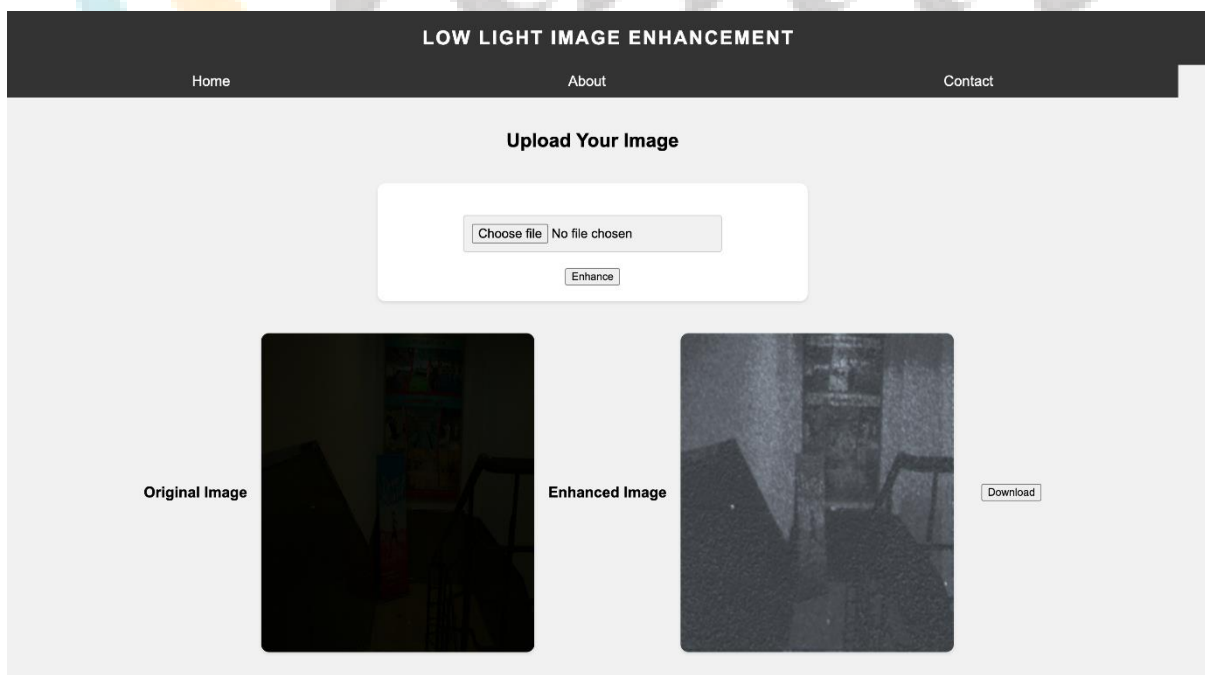 LOW LIGHT IMAGE ENHANCEMENT
Home About Contact
Upload Your Image
Choose file No file chosen
Enhance
Original Image Enhanced Image Download